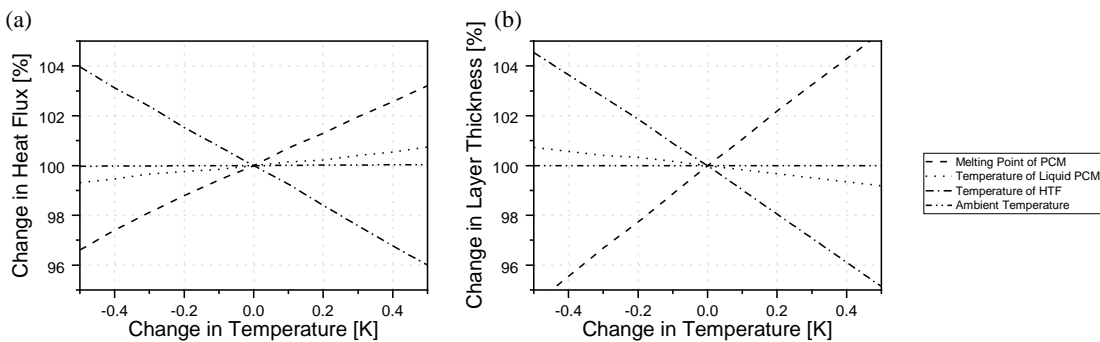 (a)
Change in Heat Flux [%]
104
102
100
98
96
-0.4
-0.2
0.0
0.2
0.4
Change in Temperature [K]
(b)
Change in Layer Thickness [%]
104
102
100
98
96
-0.4
-0.2
0.0
0.2
0.4
Change in Temperature [K]
Melting Point of PCM
Temperature of Liquid PCM
Temperature of HTF
Ambient Temperature